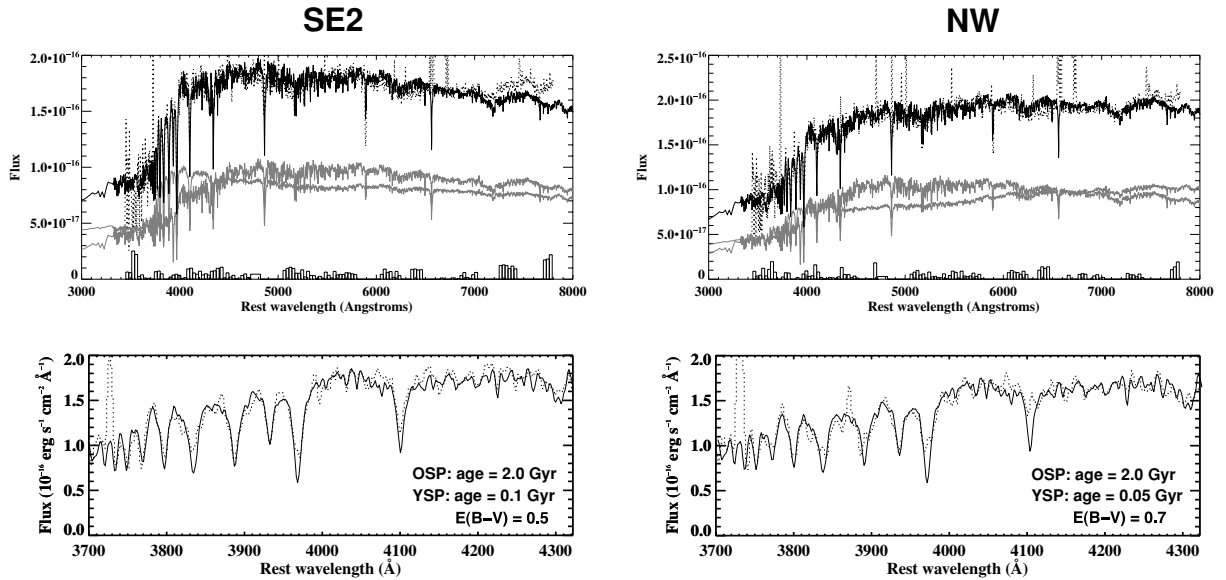 SE2
NW
2.0•10⁻¹⁶
1.5•10⁻¹⁶
1.0•10⁻¹⁶
5.0•10⁻¹⁷
0
Flux
3000 4000 5000 6000 7000 8000
Rest wavelength (Angstroms)
2.5•10⁻¹⁶
2.0•10⁻¹⁶
1.5•10⁻¹⁶
1.0•10⁻¹⁶
5.0•10⁻¹⁷
0
Flux
3000 4000 5000 6000 7000 8000
Rest wavelength (Angstroms)
2.0
1.5
1.0
0.5
0.0
Flux (10⁻¹⁶ erg s⁻¹ cm⁻² Å⁻¹)
OSP: age = 2.0 Gyr
YSP: age = 0.1 Gyr
E(B−V) = 0.5
3700 3800 3900 4000 4100 4200 4300
Rest wavelength (Å)
2.0
1.5
1.0
0.5
0.0
Flux (10⁻¹⁶ erg s⁻¹ cm⁻² Å⁻¹)
OSP: age = 2.0 Gyr
YSP: age = 0.05 Gyr
E(B−V) = 0.7
3700 3800 3900 4000 4100 4200 4300
Rest wavelength (Å)